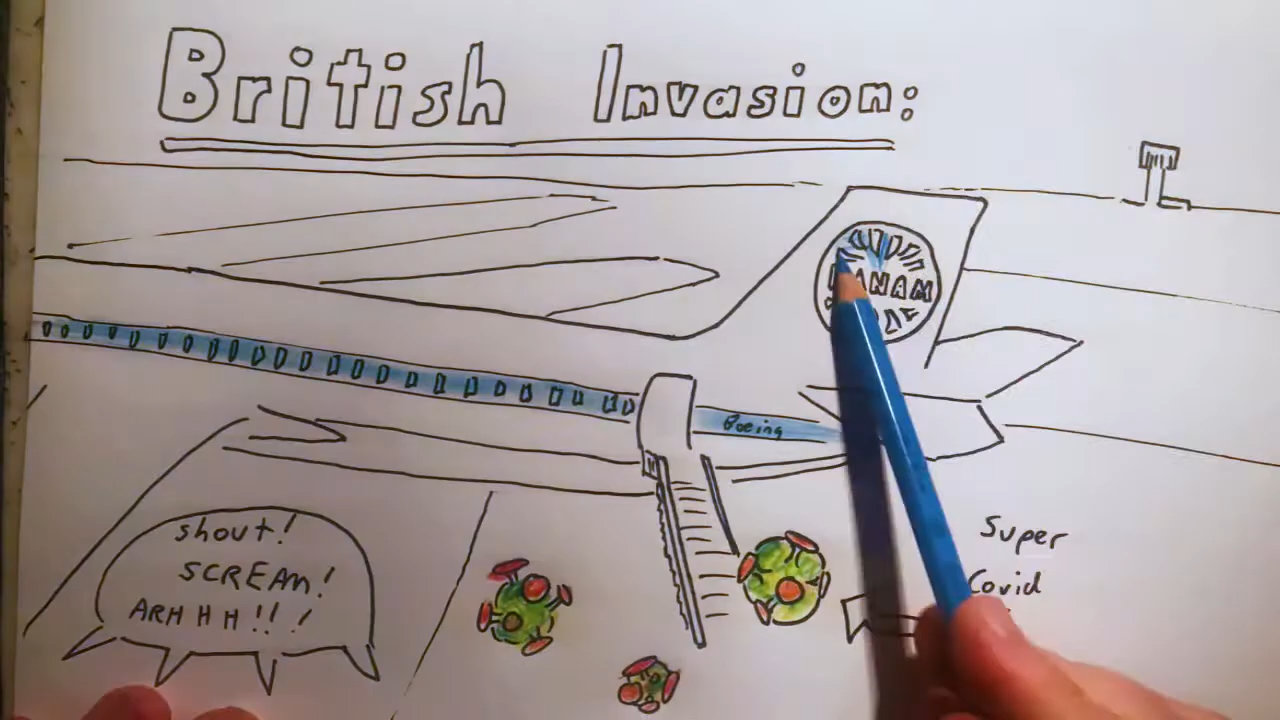 British Invasion:
PANAM
Boeing
Shout!
SCREAM!
ARHHH!!!
Super
Covid